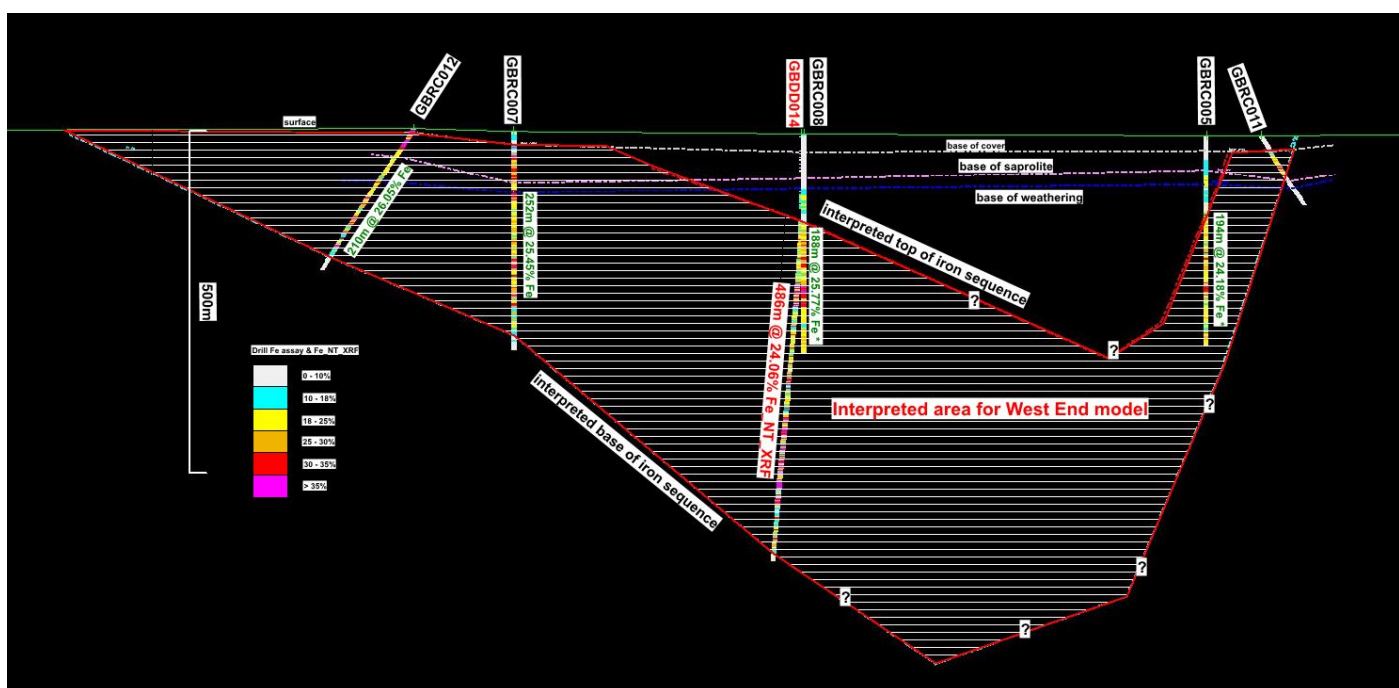 GBRC012
GBRC007
GBDD014
GBRC008
GBRC005
GBRC011
surface
base of cover
base of saprolite
base of weathering
210m @ 26.05% Fe
252m @ 25.45% Fe
188m @ 25.77% Fe *
194m @ 24.18% Fe *
interpreted top of iron sequence
?
?
?
500m
486m @ 24.06% Fe_NT_XRF
Drill Fe assay & Fe_NT_XRF
0 - 10%
10 - 18%
18 - 25%
25 - 30%
30 - 35%
> 35%
interpreted base of iron sequence
Interpreted area for West End model
?
?
?